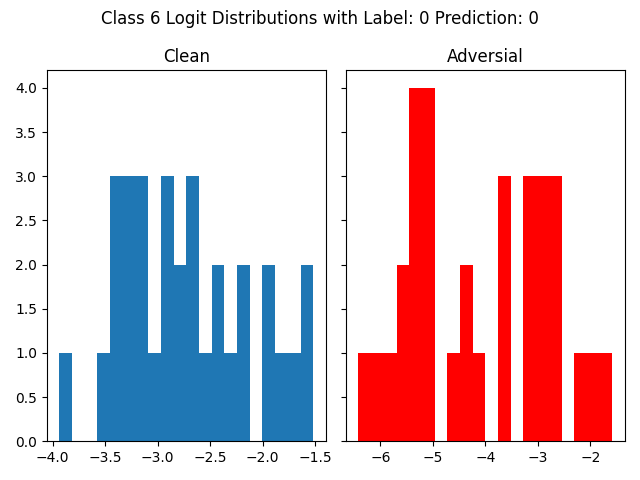 Class 6 Logit Distributions with Label: 0 Prediction: 0
Clean
Adversial
4.0
3.5
3.0
2.5
2.0
1.5
1.0
0.5
0.0
−4.0 −3.5 −3.0 −2.5 −2.0 −1.5
−6 −5 −4 −3 −2